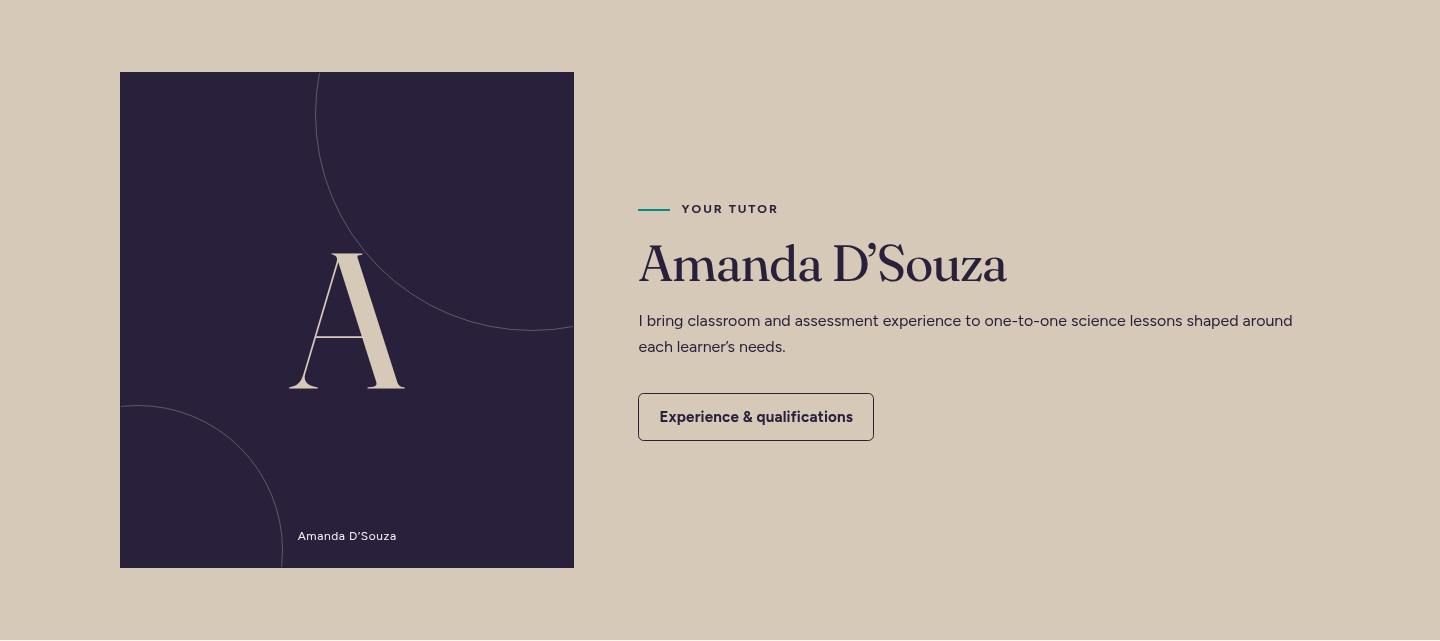 A
Amanda D’Souza
YOUR TUTOR
Amanda D’Souza
I bring classroom and assessment experience to one-to-one science lessons shaped around
each learner’s needs.
Experience & qualifications